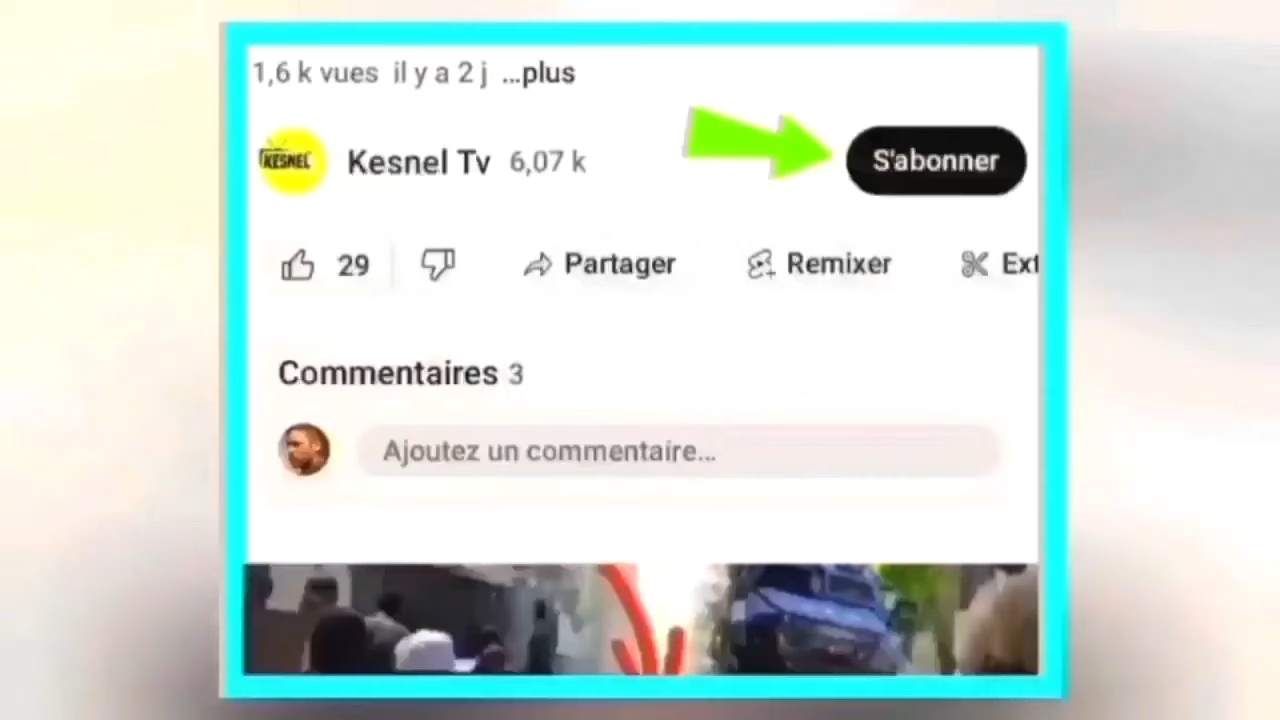 1,6 k vues il y a 2 j ...plus
KESNEL
Kesnel Tv 6,07 k
S'abonner
29
Partager
Remixer
Ext
Commentaires 3
Ajoutez un commentaire...